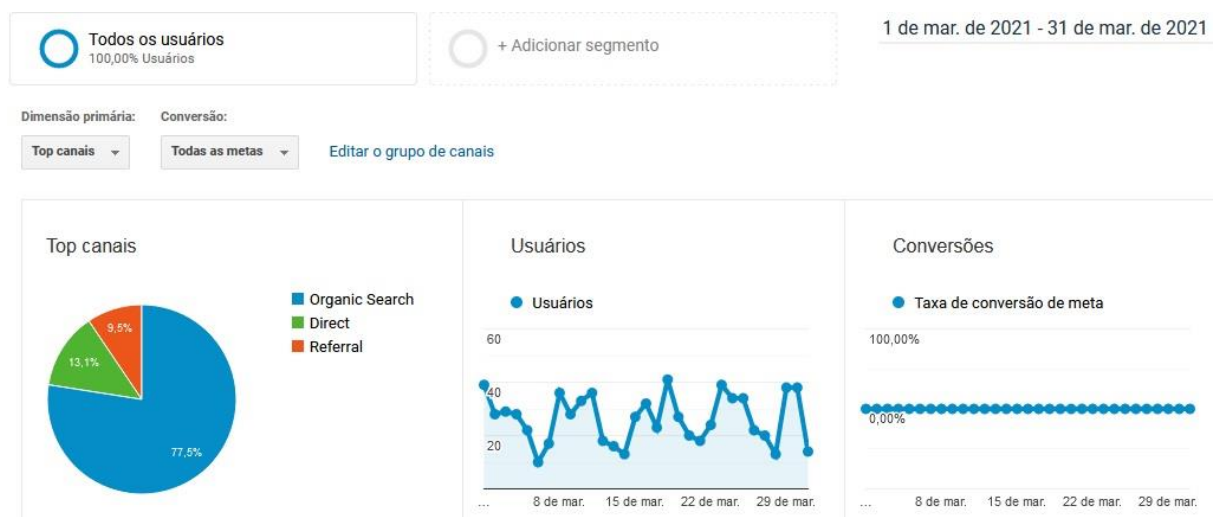 Todos os usuários
100,00% Usuários
+ Adicionar segmento
1 de mar. de 2021 - 31 de mar. de 2021
Dimensão primária:
Conversão:
Top canais
Todas as metas
Editar o grupo de canais
Top canais
Organic Search
Direct
Referral
9,5%
13,1%
77,5%
Usuários
Usuários
60
40
20
...
8 de mar.
15 de mar.
22 de mar.
29 de mar.
Conversões
Taxa de conversão de meta
100,00%
0,00%
...
8 de mar.
15 de mar.
22 de mar.
29 de mar.